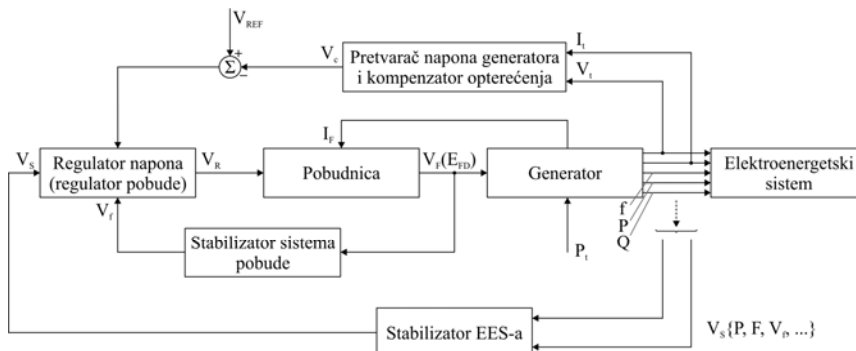 V_REF
+
Σ
−
V_c
Pretvarač napona generatora
i kompenzator opterećenja
I_t
V_t
V_S
Regulator napona
(regulator pobude)
V_R
I_F
Pobudnica
V_F(E_FD)
Generator
Elektroenergetski
sistem
V_f
f
P
Q
Stabilizator sistema
pobude
P_t
Stabilizator EES-a
V_S{P, F, V_f, ...}